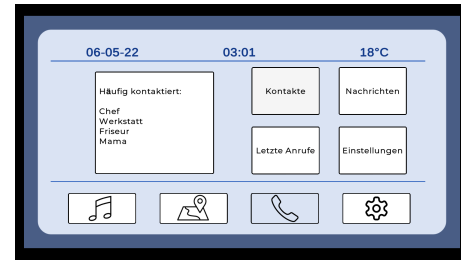 06-05-22 03:01 18°C
Häufig kontaktiert:
Chef
Werkstatt
Friseur
Mama
Kontakte Nachrichten
Letzte Anrufe Einstellungen